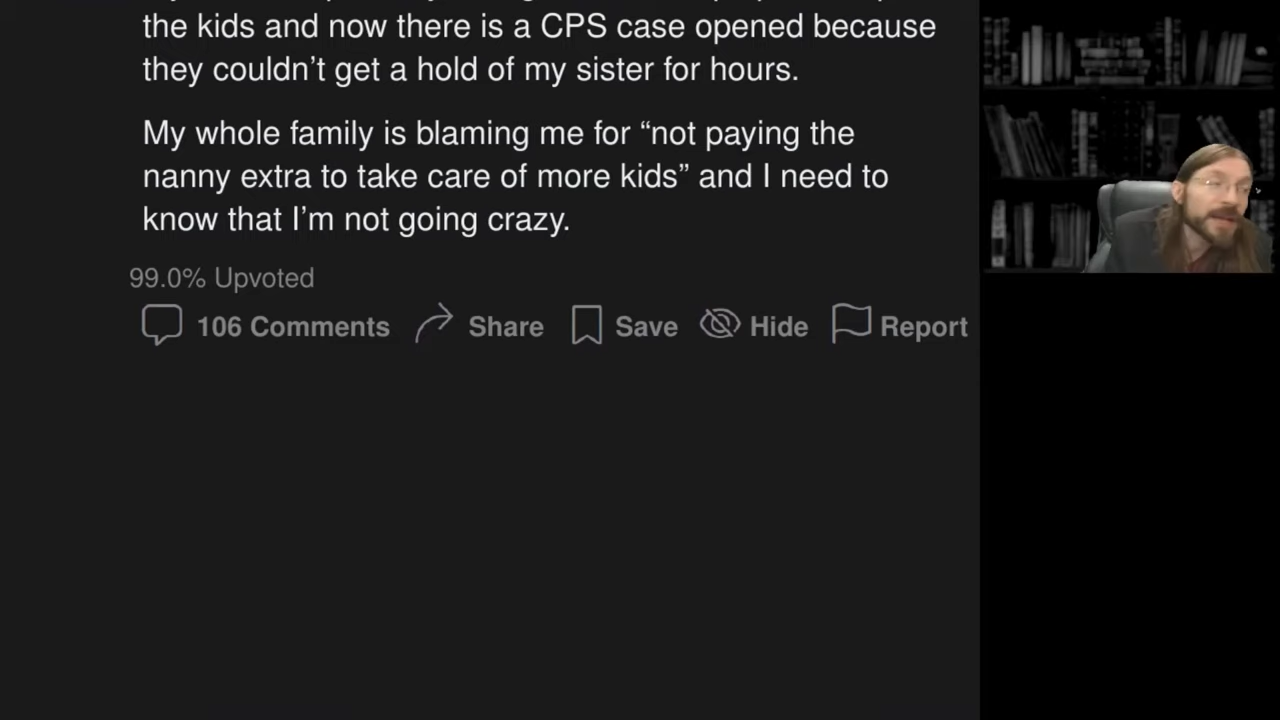 the kids and now there is a CPS case opened because
they couldn’t get a hold of my sister for hours.
My whole family is blaming me for “not paying the
nanny extra to take care of more kids” and I need to
know that I’m not going crazy.
99.0% Upvoted
106 Comments Share Save Hide Report